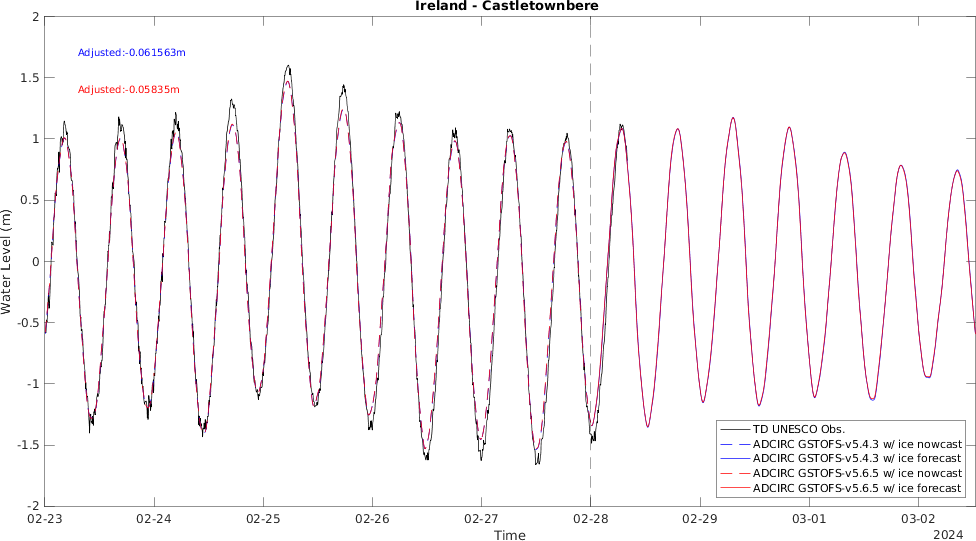 Ireland - Castletownbere
Adjusted:-0.061563m
Adjusted:-0.05835m
Water Level (m)
2
1.5
1
0.5
0
-0.5
-1
-1.5
-2
02-23
02-24
02-25
02-26
02-27
02-28
02-29
03-01
03-02
Time
2024
TD UNESCO Obs.
ADCIRC GSTOFS-v5.4.3 w/ ice nowcast
ADCIRC GSTOFS-v5.4.3 w/ ice forecast
ADCIRC GSTOFS-v5.6.5 w/ ice nowcast
ADCIRC GSTOFS-v5.6.5 w/ ice forecast